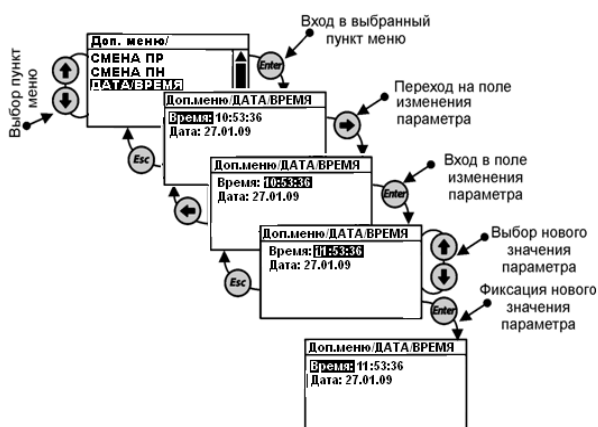 Вход в выбранный
пункт меню
Доп. меню/
СМЕНА ПР
СМЕНА ПН
ДАТА/ВРЕМЯ
Enter
Выбор пункт
меню
Переход на поле
изменения
параметра
Доп.меню/ДАТА/ВРЕМЯ
Время: 10:53:36
Дата: 27.01.09
Esc
Вход в поле
изменения
параметра
Доп.меню/ДАТА/ВРЕМЯ
Время: 10:53:36
Дата: 27.01.09
Enter
Выбор нового
значения
параметра
Доп.меню/ДАТА/ВРЕМЯ
Время: 11:53:36
Дата: 27.01.09
Esc
Enter
Фиксация нового
значения
параметра
Доп.меню/ДАТА/ВРЕМЯ
Время: 11:53:36
Дата: 27.01.09